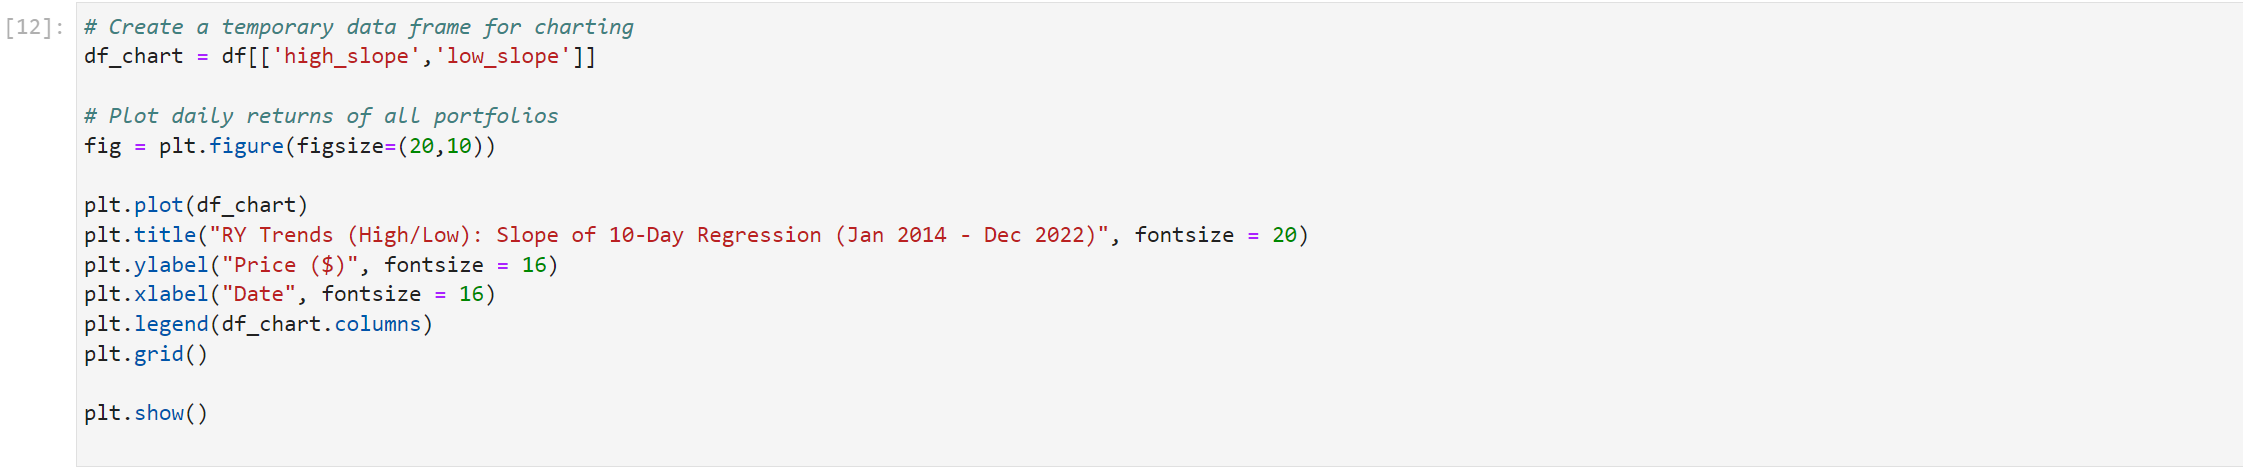 [12]: # Create a temporary data frame for charting
df_chart = df[['high_slope','low_slope']]
# Plot daily returns of all portfolios
fig = plt.figure(figsize=(20,10))
plt.plot(df_chart)
plt.title("RY Trends (High/Low): Slope of 10-Day Regression (Jan 2014 - Dec 2022)", fontsize = 20)
plt.ylabel("Price ($)", fontsize = 16)
plt.xlabel("Date", fontsize = 16)
plt.legend(df_chart.columns)
plt.grid()
plt.show()